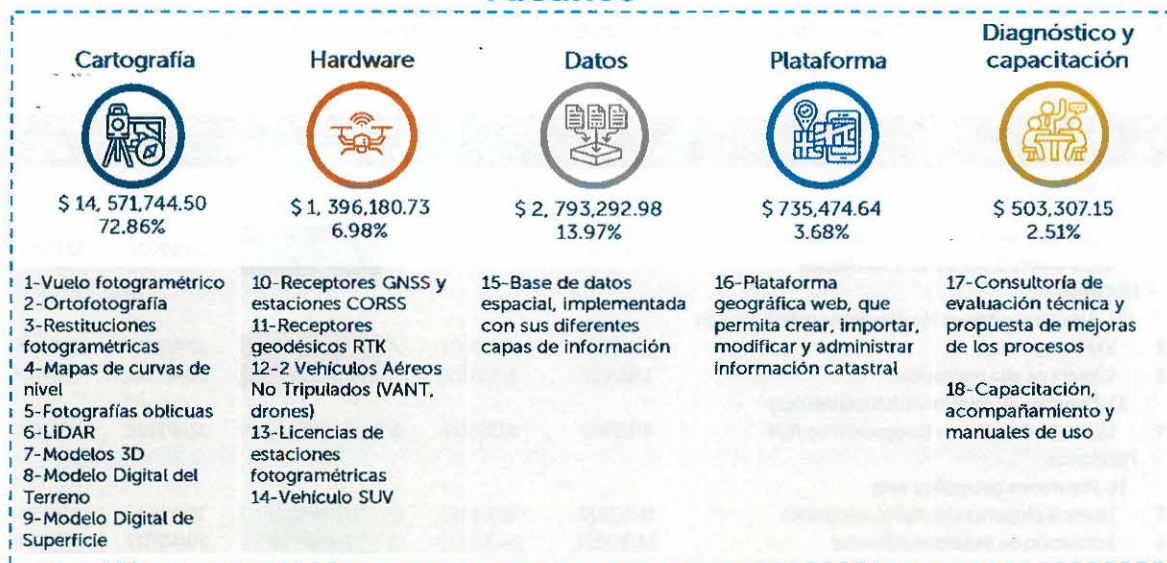 Cartografía
$ 14, 571,744.50
72.86%
1-Vuelo fotogramétrico
2-Ortofotografía
3-Restituciones
fotogramétricas
4-Mapas de curvas de
nivel
5-Fotografías oblicuas
6-LiDAR
7-Modelos 3D
8-Modelo Digital del
Terreno
9-Modelo Digital de
Superficie
Hardware
$ 1, 396,180.73
6.98%
10-Receptores GNSS y
estaciones CORSS
11-Receptores
geodésicos RTK
12-2 Vehículos Aéreos
No Tripulados (VANT,
drones)
13-Licencias de
estaciones
fotogramétricas
14-Vehículo SUV
Datos
$ 2, 793,292.98
13.97%
15-Base de datos
espacial, implementada
con sus diferentes
capas de información
Plataforma
$ 735,474.64
3.68%
16-Plataforma
geográfica web, que
permita crear, importar,
modificar y administrar
información catastral
Diagnóstico y
capacitación
$ 503,307.15
2.51%
17-Consultoría de
evaluación técnica y
propuesta de mejoras
de los procesos
18-Capacitación,
acompañamiento y
manuales de uso